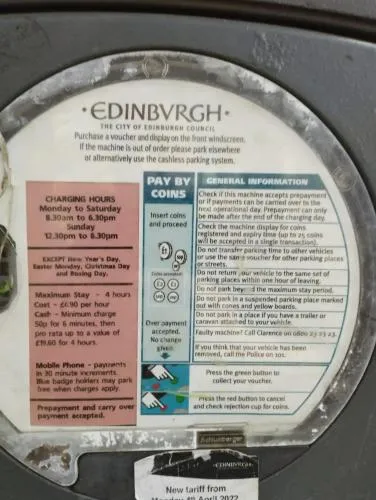 ·EDINBVRGH·
THE CITY OF EDINBURGH COUNCIL
Purchase a voucher and display on the front windscreen.
If the machine is out of order please park elsewhere
or alternatively use the cashless parking system.
CHARGING HOURS
Monday to Saturday
8.30am to 6.30pm
Sunday
12.30pm to 6.30pm
EXCEPT New Year's Day,
Easter Monday, Christmas Day
and Boxing Day.
Maximum Stay - 4 hours
Cost - £4.90 per hour
Cash - Minimum charge
50p for 6 minutes, then
pro rata up to a value of
£19.60 for 4 hours.
Mobile Phone - payments
in 30 minute increments.
Blue badge holders may park
free when charges apply.
Prepayment and carry over
payment accepted.
PAY BY
COINS
Insert coins
and proceed
£1
Coins accepted
Over payment
accepted.
No change
given.
GENERAL INFORMATION
Check if this machine accepts prepayment
or if payments can be carried over to the
next operational day. Prepayment can only
be made after the end of the charging day.
Check the machine display for coins
registered and expiry time (up to 25 coins
will be accepted in a single transaction).
Do not transfer parking time to other vehicles
or use the same voucher for other parking places
or streets.
Do not return your vehicle to the same set of
parking places within one hour of leaving.
Do not park beyond the maximum stay period.
Do not park in a suspended parking place marked
out with cones and yellow boards.
Do not park in a place if you have a trailer or
caravan attached to your vehicle.
Faulty machine? Call Clarence on 0800 23 23 23.
If you think that your vehicle has been
removed, call the Police on 101.
Press the green button to
collect your voucher.
Press the red button to cancel
and check rejection cup for coins.
Schlumberger
·EDINBVRGH·
New tariff from
April 2022